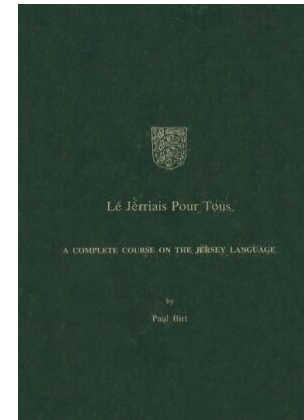 Lé Jèrriais Pour Tous
A COMPLETE COURSE ON THE JERSEY LANGUAGE
by
Paul Birt